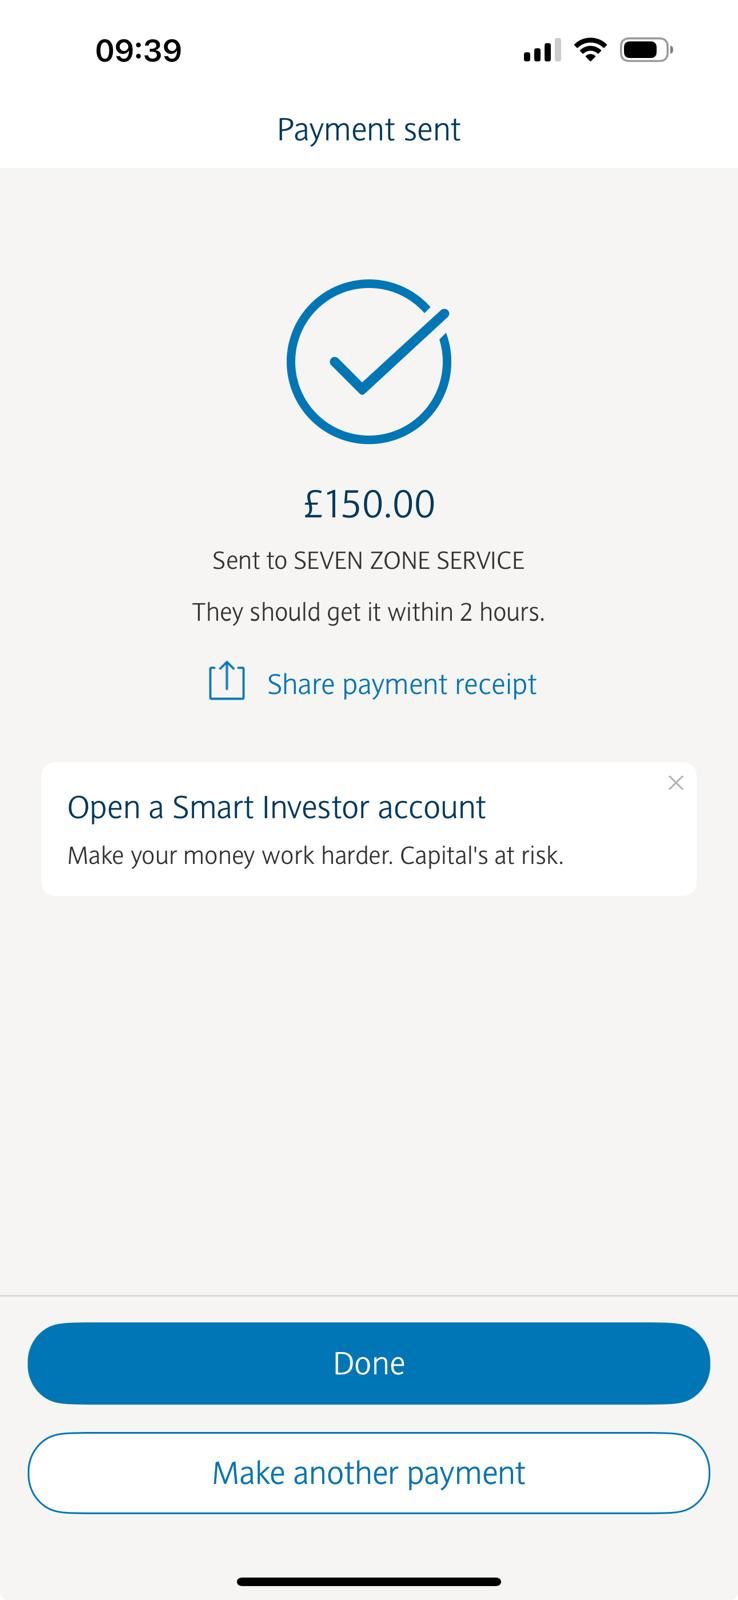 09:39
Payment sent
£150.00
Sent to SEVEN ZONE SERVICE
They should get it within 2 hours.
Share payment receipt
Open a Smart Investor account
Make your money work harder. Capital's at risk.
Done
Make another payment